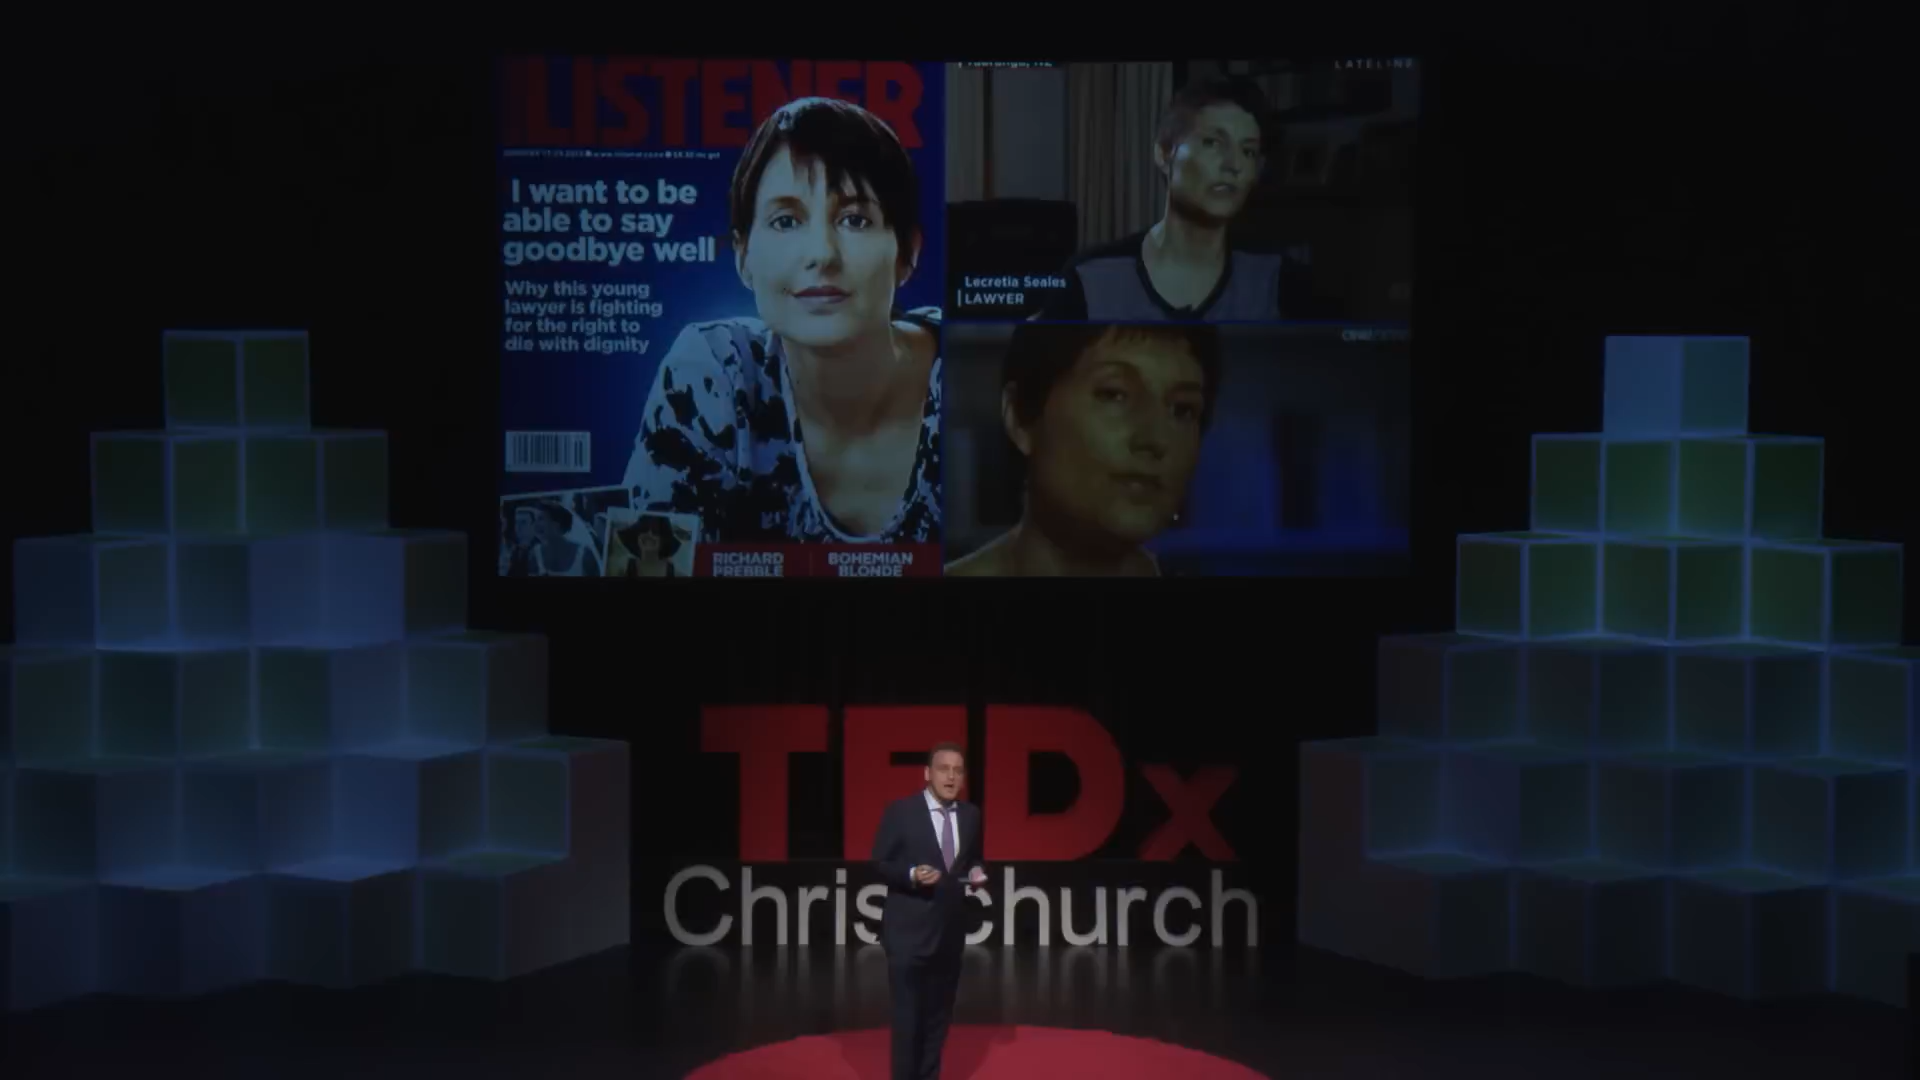 LISTENER
I want to be
able to say
goodbye well
Why this young
lawyer is fighting
for the right to
die with dignity
RICHARD
PREBBLE
BOHEMIAN
BLONDE
LATELINE
Lecretia Seales
LAWYER
TEDx
Christchurch